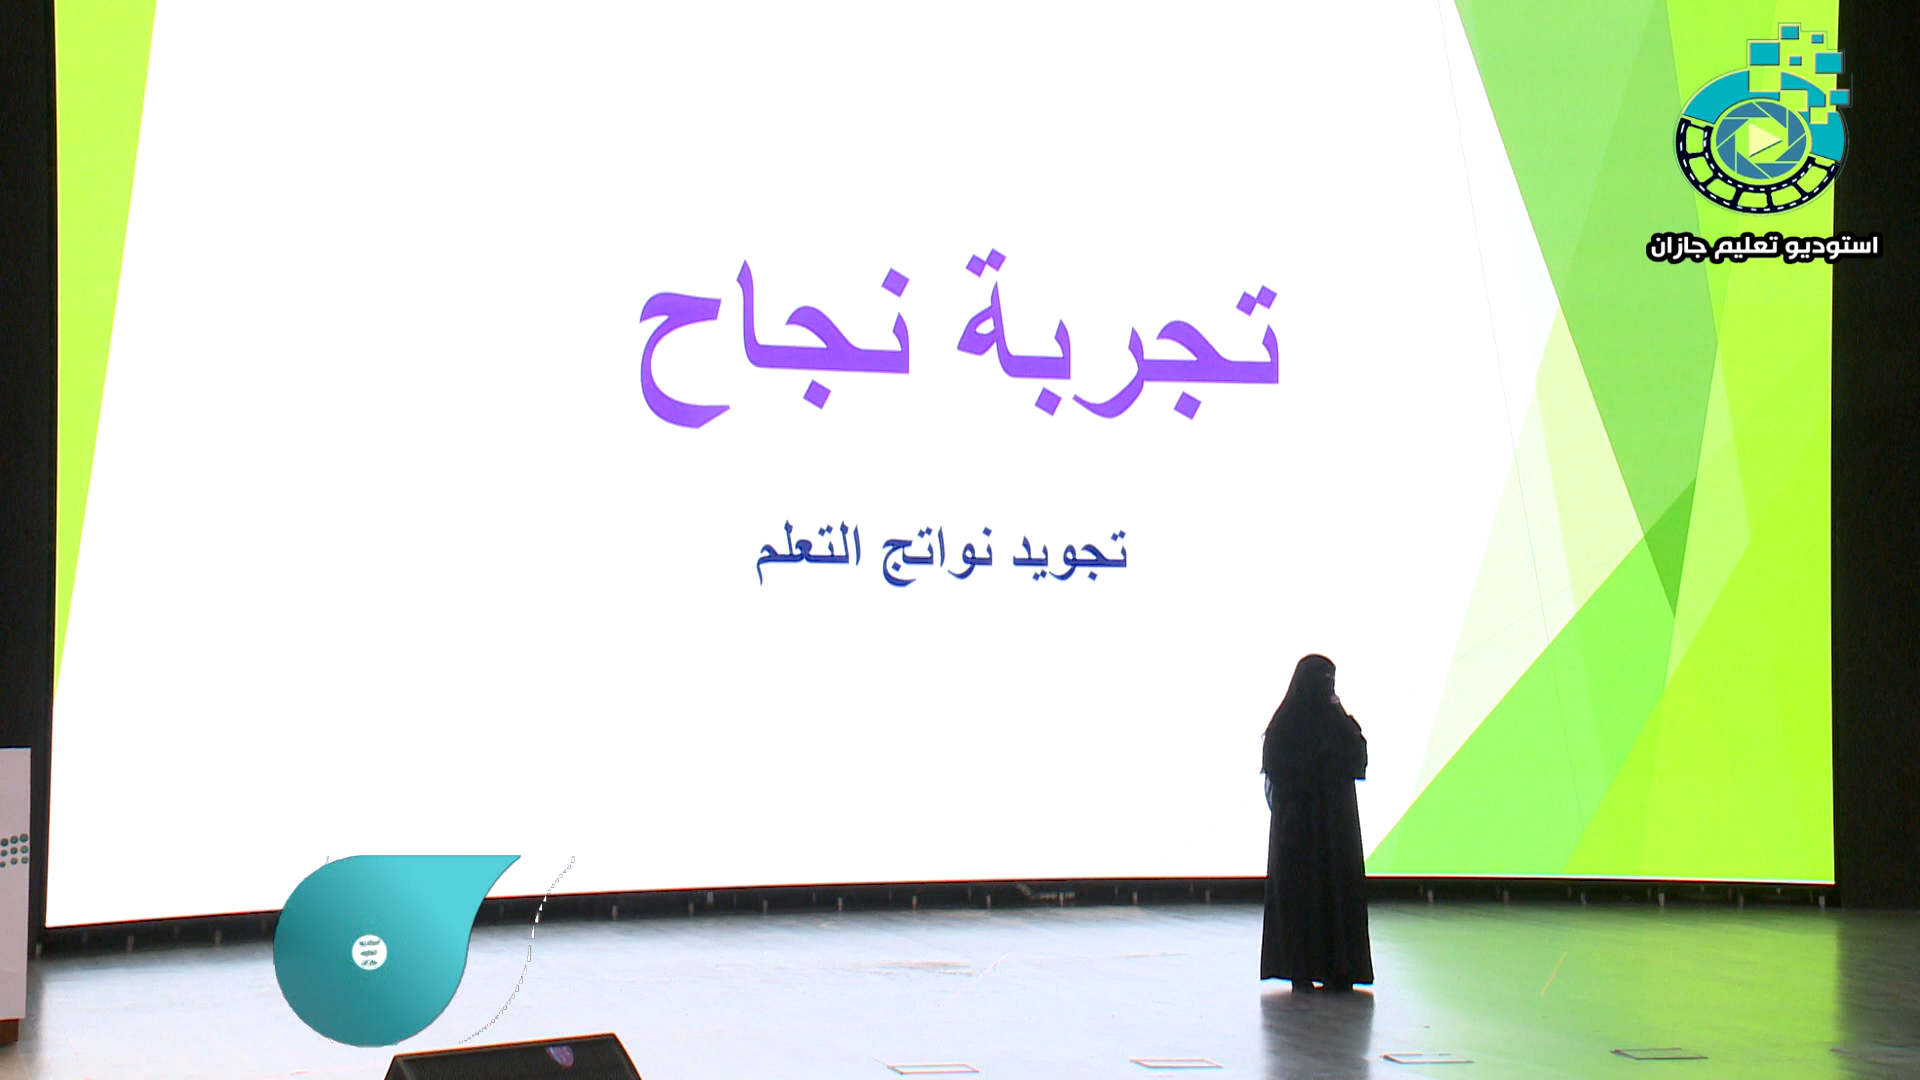 استوديو تعليم جازان
تجربة نجاح
تجويد نواتج التعلم